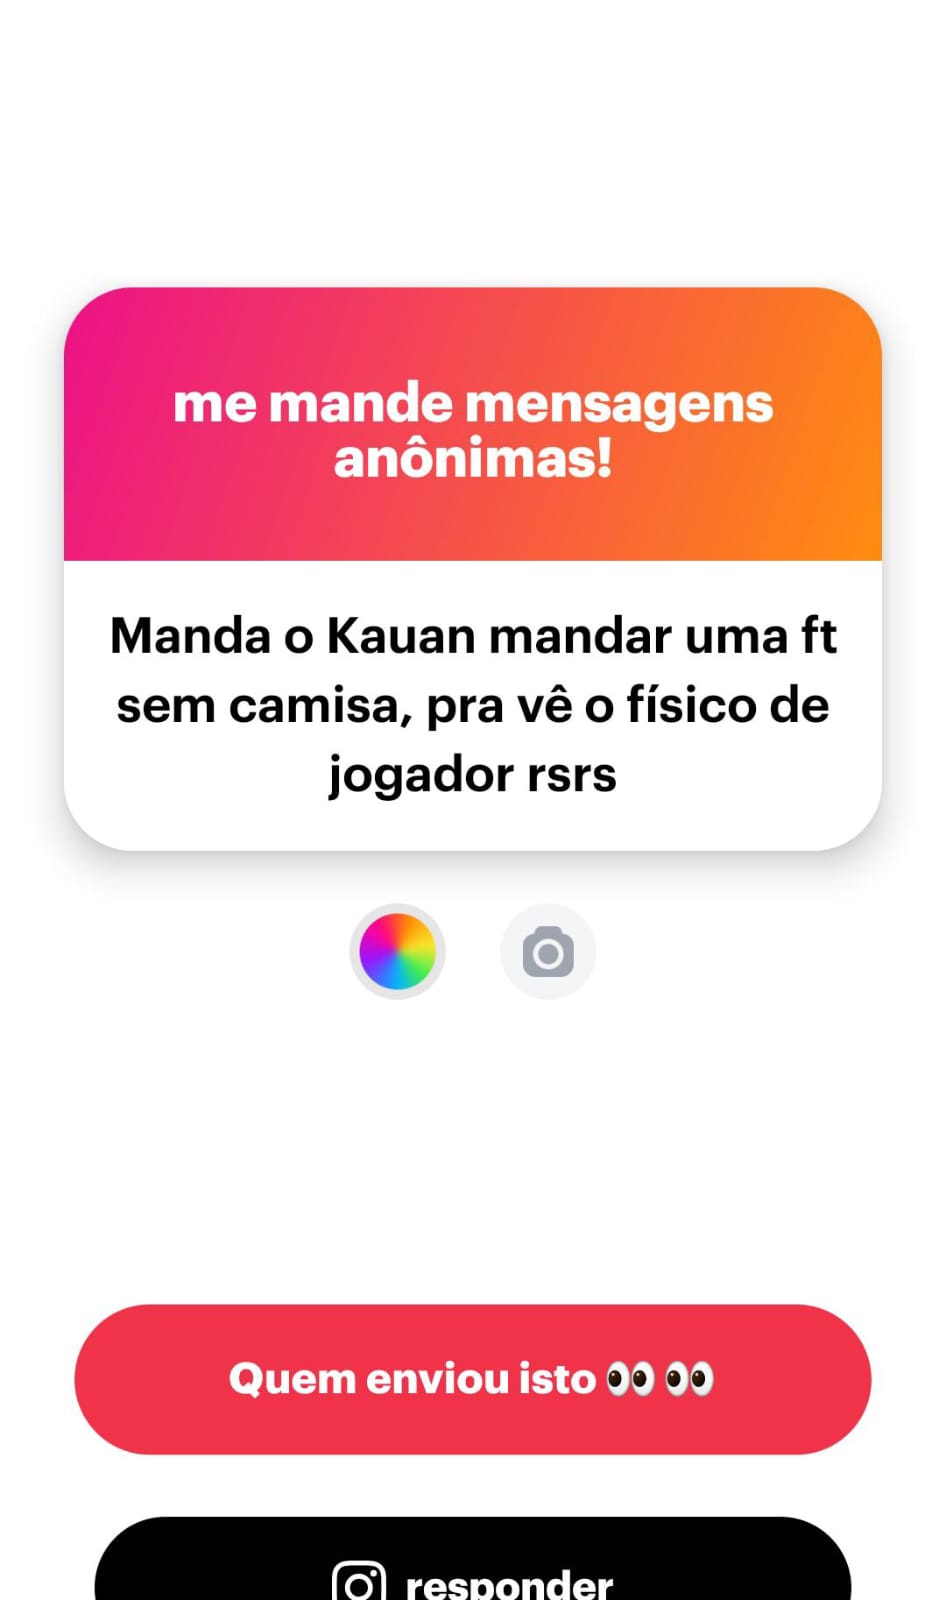 me mande mensagens
anônimas!
Manda o Kauan mandar uma ft
sem camisa, pra vê o físico de
jogador rsrs
Quem enviou isto 👀 👀
responder